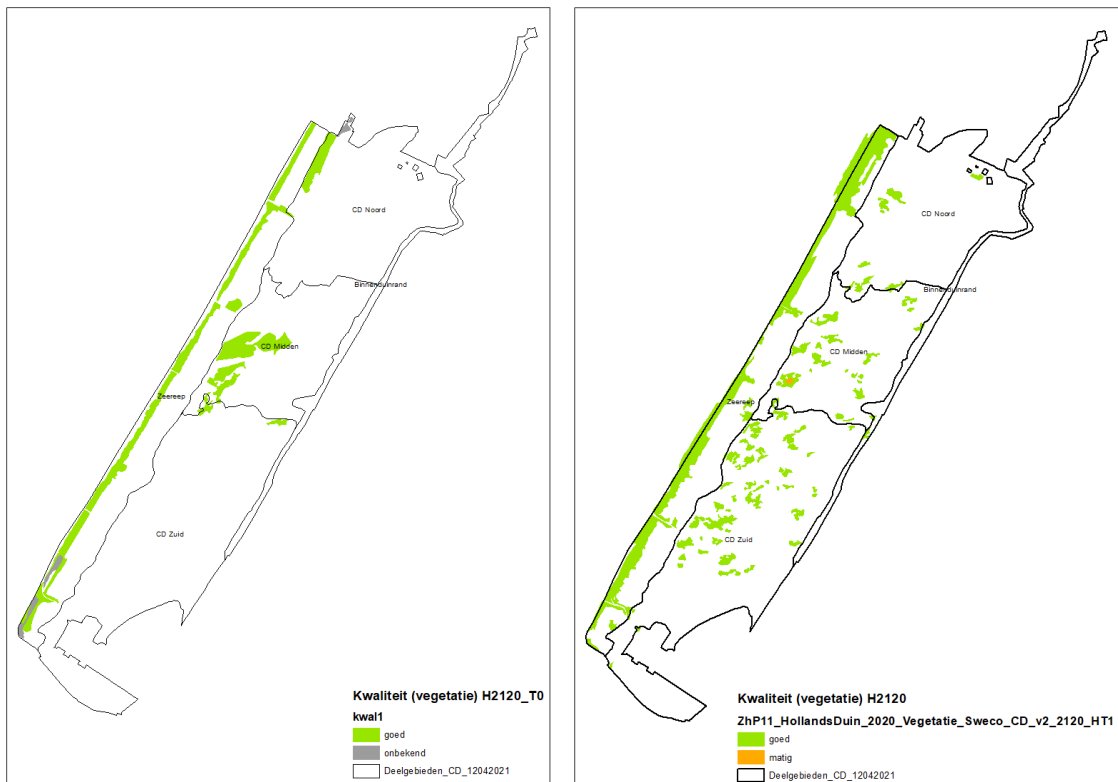 CD Noord
Binnenduinrand
CD Midden
Zeereep
CD Zuid
Kwaliteit (vegetatie) H2120_T0
kwal1
goed
onbekend
Deelgebieden_CD_12042021
CD Noord
Binnenduinrand
CD Midden
Zeereep
CD Zuid
Kwaliteit (vegetatie) H2120
ZhP11_HollandsDuin_2020_Vegetatie_Sweco_CD_v2_2120_HT1
goed
matig
Deelgebieden_CD_12042021